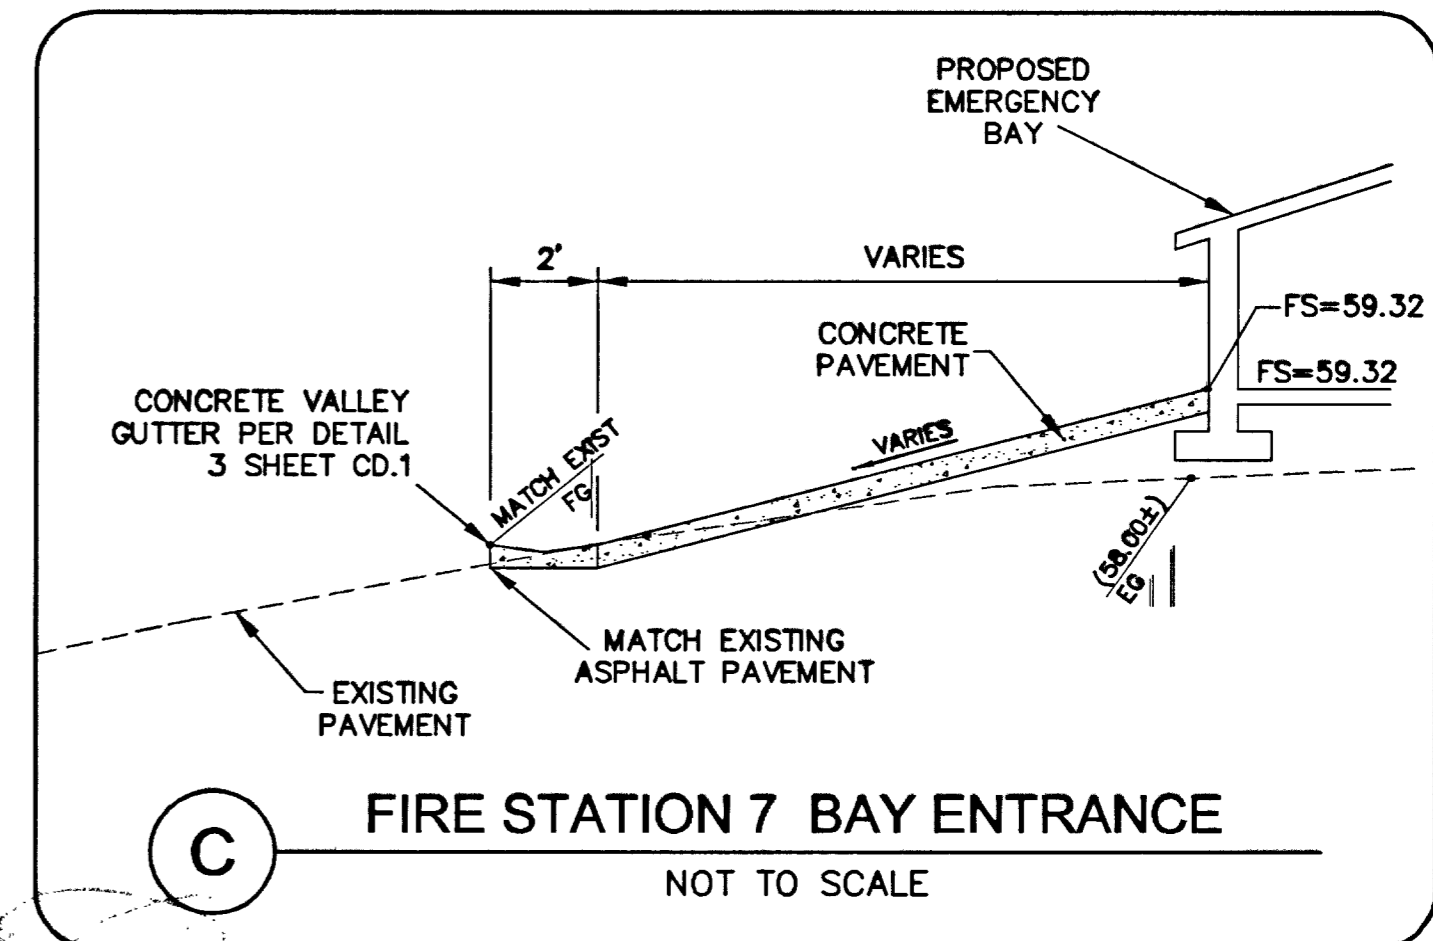 PROPOSED
EMERGENCY
BAY
2'
VARIES
FS=59.32
CONCRETE
PAVEMENT
FS=59.32
CONCRETE VALLEY
GUTTER PER DETAIL
3 SHEET CD.1
MATCH EXIST
FG
VARIES
(58.00±)
EG
MATCH EXISTING
ASPHALT PAVEMENT
EXISTING
PAVEMENT
C
FIRE STATION 7 BAY ENTRANCE
NOT TO SCALE